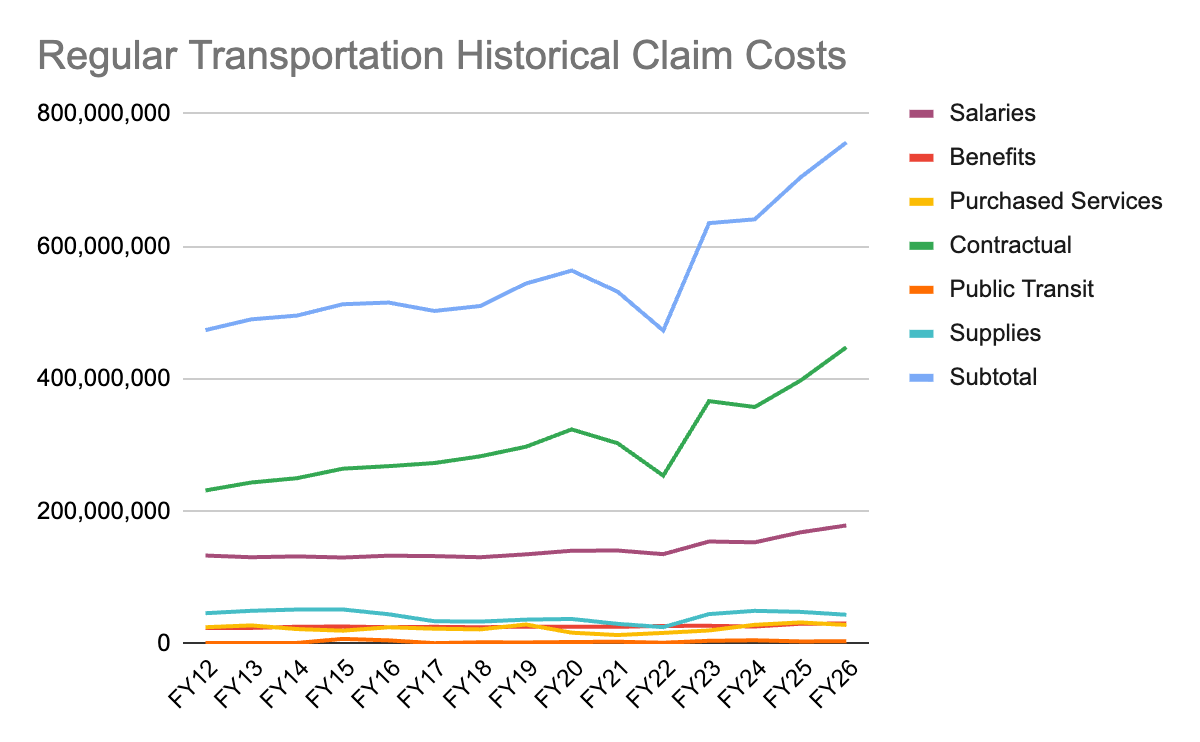 Regular Transportation Historical Claim Costs
800,000,000
600,000,000
400,000,000
200,000,000
0
FY12
FY13
FY14
FY15
FY16
FY17
FY18
FY19
FY20
FY21
FY22
FY23
FY24
FY25
FY26
Salaries
Benefits
Purchased Services
Contractual
Public Transit
Supplies
Subtotal